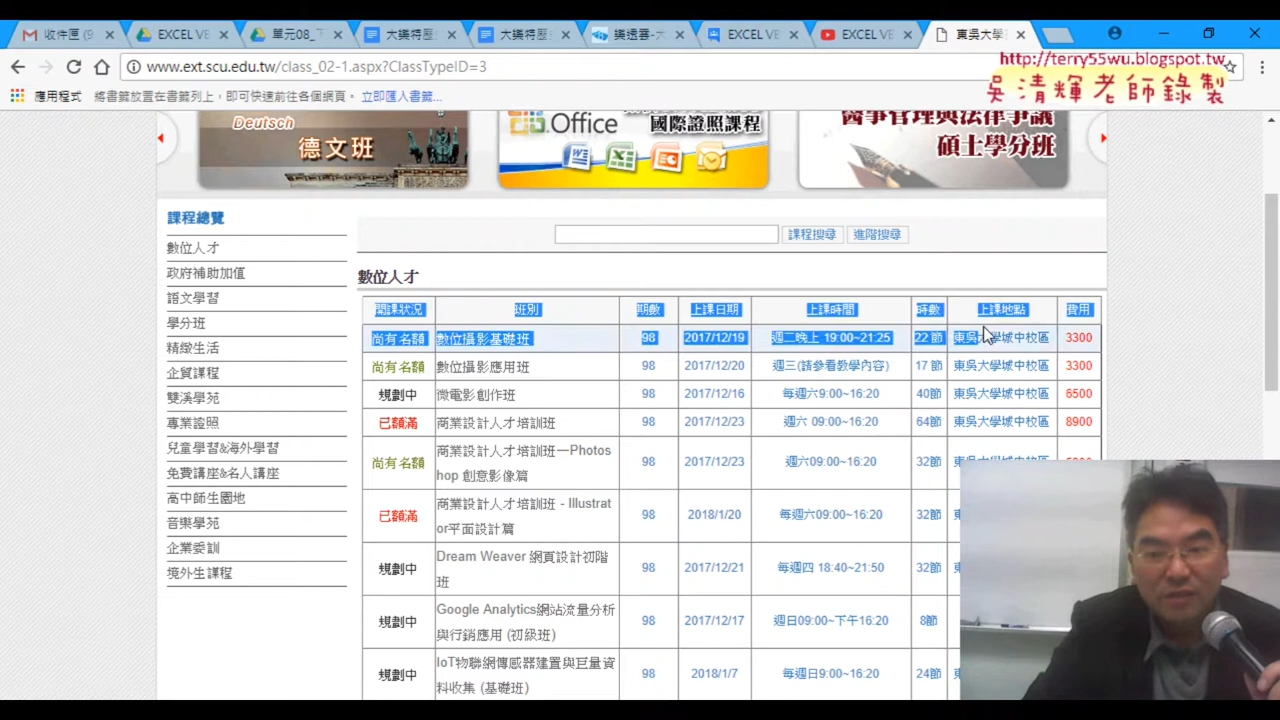 收件匣 (9
EXCEL VE
單元08_下
大樂特歷
大樂特歷
樂透雲-大
EXCEL VE
EXCEL VE
東吳大學
www.ext.scu.edu.tw/class_02-1.aspx?ClassTypeID=3
http://terry55wu.blogspot.tw
吳清輝老師錄製
應用程式
將書籤放置在書籤列上，即可快速前往各個網頁。
立即匯入書籤...
Deutsch
德文班
Office
國際證照課程
醫事管理與法律爭議
碩士學分班
課程總覽
數位人才
政府補助加值
語文學習
學分班
精緻生活
企貿課程
雙溪學苑
專業證照
兒童學習&海外學習
免費講座&名人講座
高中師生園地
音樂學苑
企業委訓
境外生課程
課程搜尋
進階搜尋
數位人才
開課狀況 班別 期數 上課日期 上課時間 時數 上課地點 費用
尚有名額 數位攝影基礎班 98 2017/12/19 週二晚上 19:00~21:25 22 節 東吳大學城中校區 3300
尚有名額 數位攝影應用班 98 2017/12/20 週三(請參看教學內容) 17 節 東吳大學城中校區 3300
規劃中 微電影創作班 98 2017/12/16 每週六9:00~16:20 40節 東吳大學城中校區 6500
已額滿 商業設計人才培訓班 98 2017/12/23 週六 09:00~16:20 64節 東吳大學城中校區 8900
尚有名額 商業設計人才培訓班—Photos
hop 創意影像篇 98 2017/12/23 週六09:00~16:20 32節
已額滿 商業設計人才培訓班 - Illustrat
or平面設計篇 98 2018/1/20 每週六09:00~16:20 32節
規劃中 Dream Weaver 網頁設計初階
班 98 2017/12/21 每週四 18:40~21:50 32節
規劃中 Google Analytics網站流量分析
與行銷應用 (初級班) 98 2017/12/17 週日09:00~下午16:20 8節
規劃中 IoT物聯網傳感器建置與巨量資
料收集 (基礎班) 98 2018/1/7 每週日9:00~16:20 24節